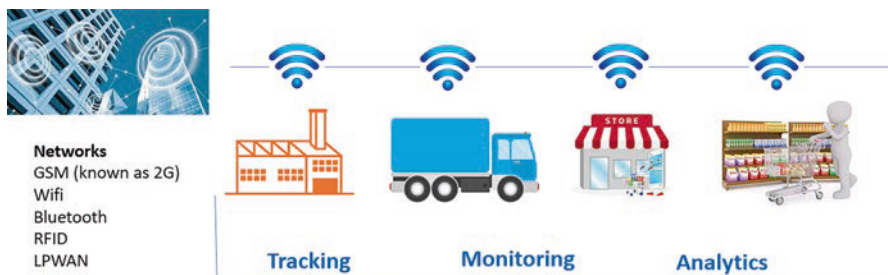 STORE
Networks
GSM (known as 2G)
Wifi
Bluetooth
RFID
LPWAN
Tracking
Monitoring
Analytics